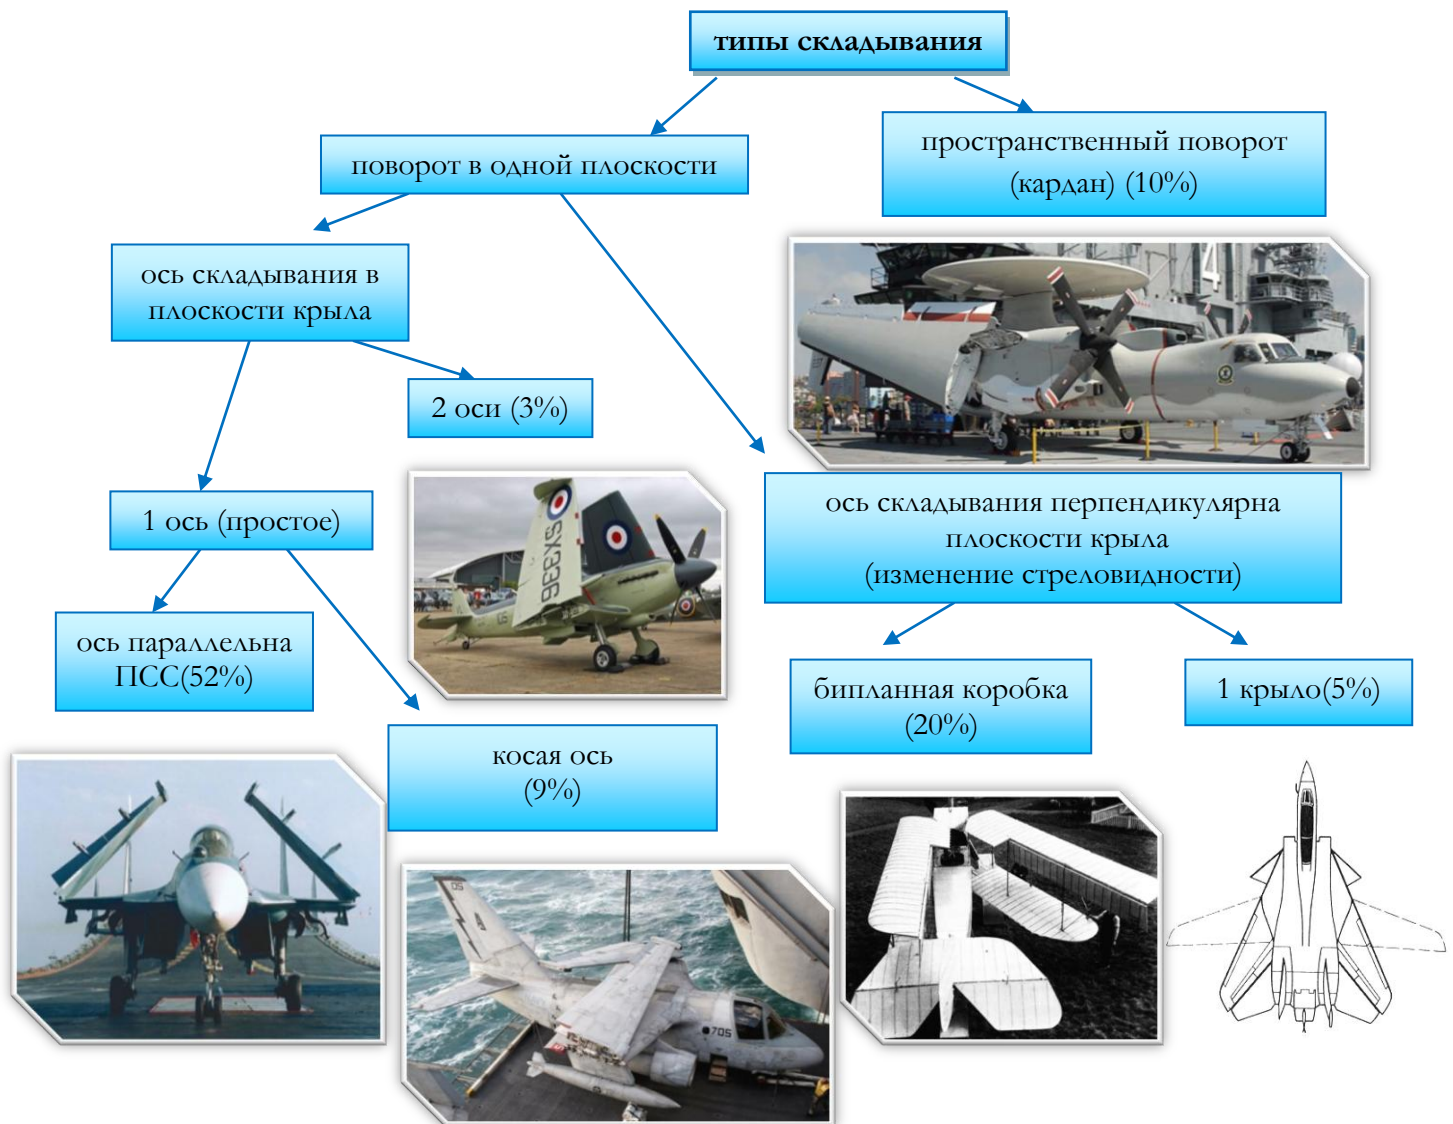 типы складывания
поворот в одной плоскости
пространственный поворот
(кардан) (10%)
ось складывания в
плоскости крыла
4
2 оси (3%)
1 ось (простое)
ось складывания перпендикулярна
плоскости крыла
(изменение стреловидности)
SX336
ось параллельна
ПСС(52%)
косая ось
(9%)
бипланная коробка
(20%)
1 крыло(5%)
705